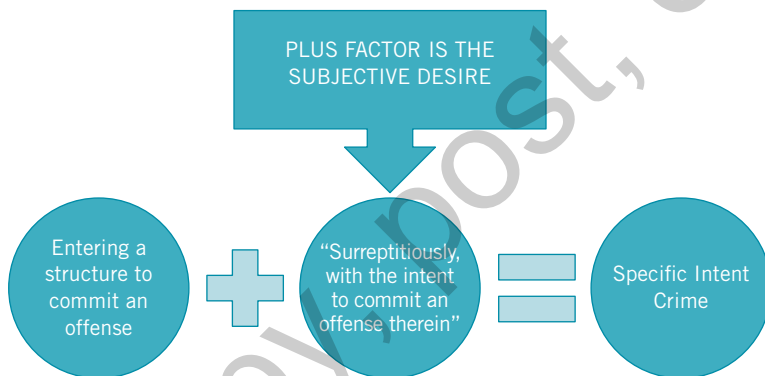 PLUS FACTOR IS THE
SUBJECTIVE DESIRE
Entering a
structure to
commit an
offense
“Surreptitiously,
with the intent
to commit an
offense therein”
Specific Intent
Crime